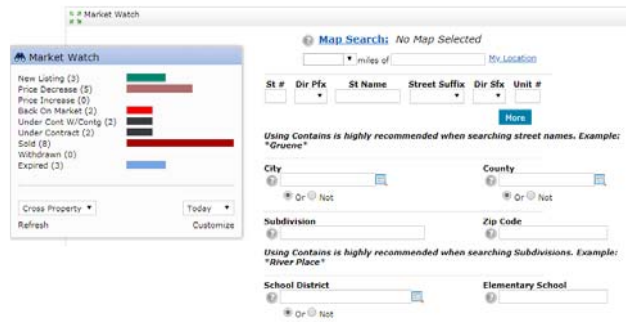 Market Watch
Map Search: No Map Selected
miles of
My Location
St # Dir Pfx St Name Street Suffix Dir Sfx Unit #
More
Using Contains is highly recommended when searching street names. Example:
*Gruene*
City County
Or Not Or Not
Subdivision Zip Code
Using Contains is highly recommended when searching Subdivisions. Example:
*River Place*
School District Elementary School
Or Not
Market Watch
New Listing (3)
Price Decrease (5)
Price Increase (0)
Back On Market (2)
Under Cont W/Contg (2)
Under Contract (2)
Sold (8)
Withdrawn (0)
Expired (3)
Cross Property Today
Refresh Customize